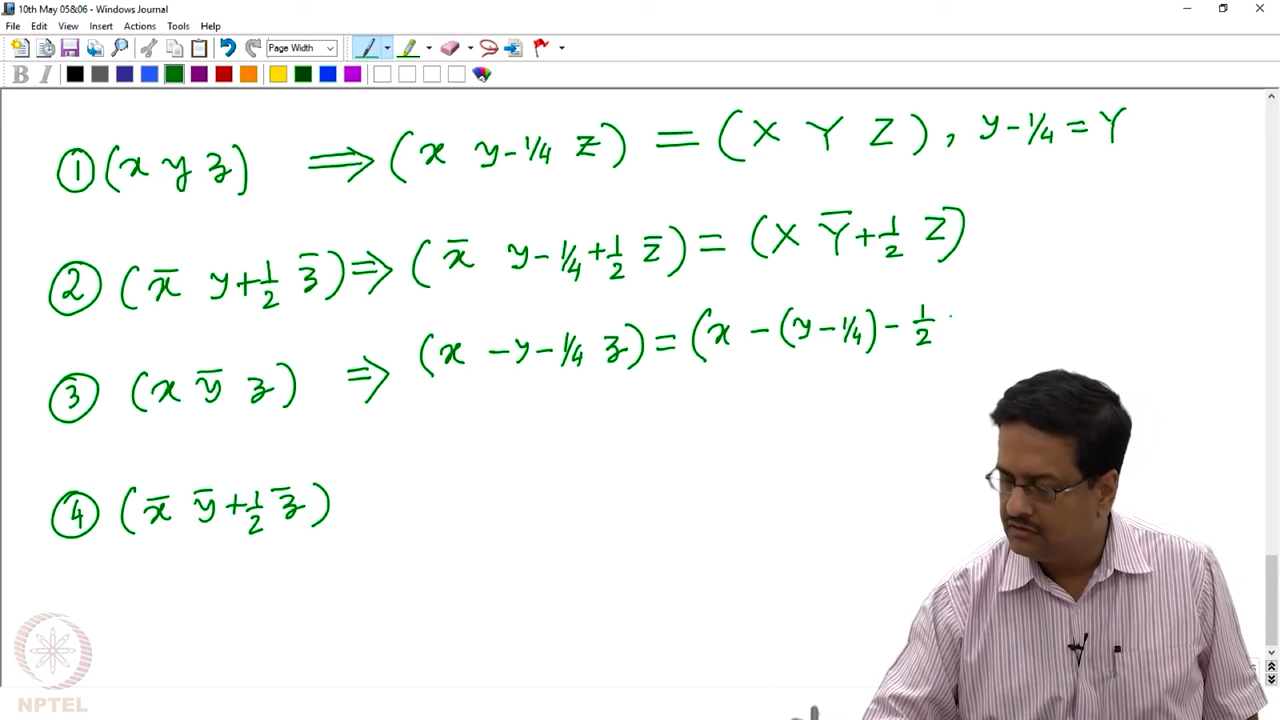 10th May 05&06 - Windows Journal
File Edit View Insert Actions Tools Help
Page Width
B I
① (x y z) ⟹ (x y-1/4 z) = (X Y Z), y-1/4 = Y
② (x̄ y+1/2 z̄) ⟹ (x̄ y-1/4+1/2 z̄) = (X Ȳ+1/2 Z)
③ (x ȳ z) ⟹ (x -y-1/4 z) = (x -(y-1/4)-1/2
④ (x̄ ȳ+1/2 z̄)
NPTEL